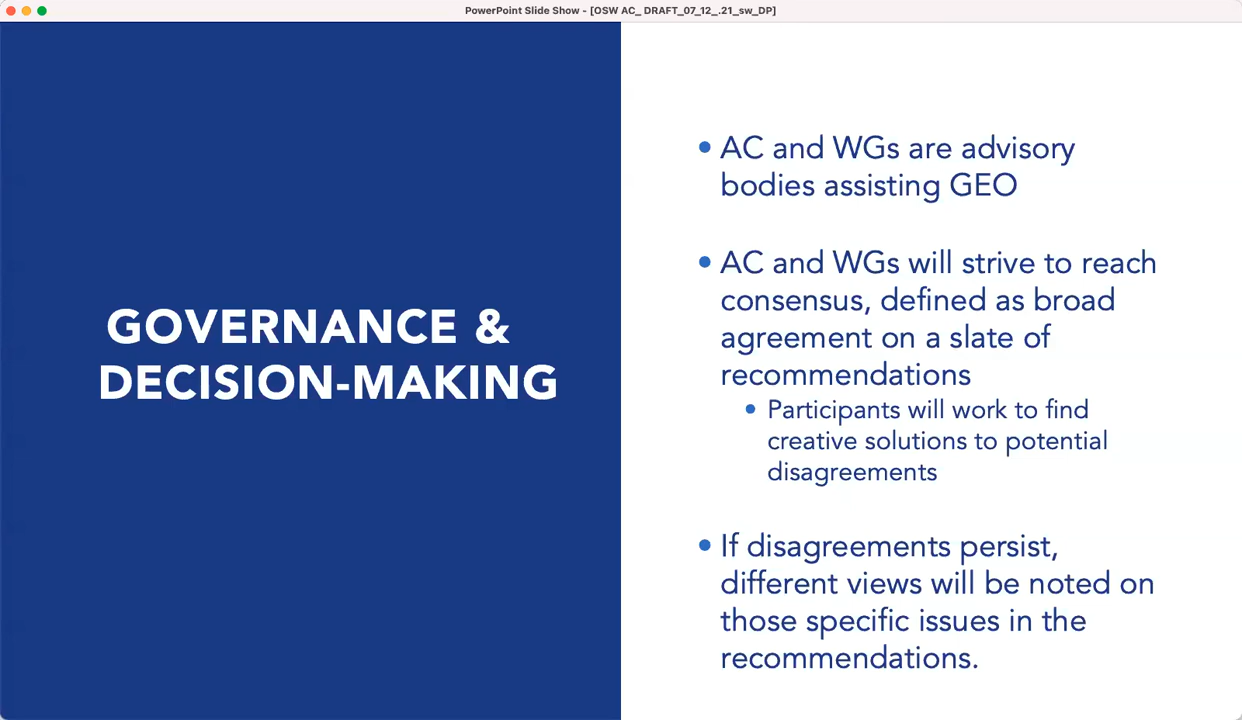 PowerPoint Slide Show - [OSW AC_ DRAFT_07_12_.21_sw_DP]
GOVERNANCE &
DECISION-MAKING
• AC and WGs are advisory
bodies assisting GEO
• AC and WGs will strive to reach
consensus, defined as broad
agreement on a slate of
recommendations
• Participants will work to find
creative solutions to potential
disagreements
• If disagreements persist,
different views will be noted on
those specific issues in the
recommendations.